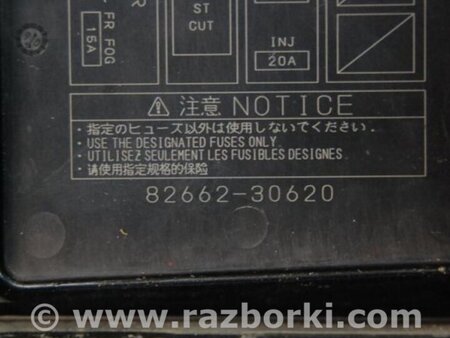 R
FR FOG
15A
ST
CUT
INJ
20A
⚠ 注意 NOTICE
・指定のヒューズ以外は使用しないでください.
・USE THE DESIGNATED FUSES ONLY
・UTILISEZ SEULEMENT LES FUSIBLES DESIGNES
・请使用指定规格的保险
82662-30620
www.razborki.com